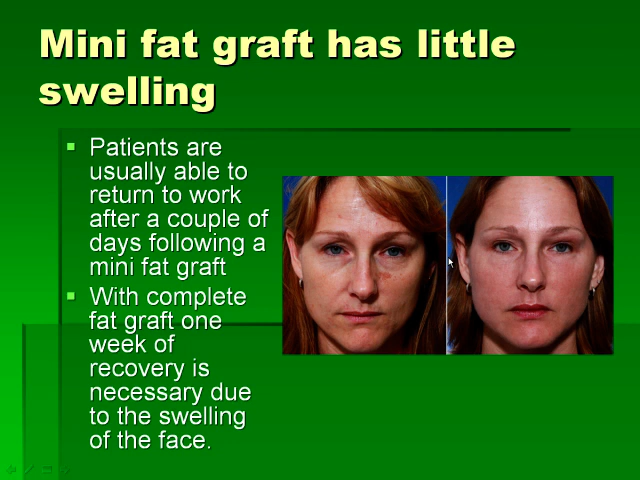 Mini fat graft has little
swelling
Patients are
usually able to
return to work
after a couple of
days following a
mini fat graft
With complete
fat graft one
week of
recovery is
necessary due
to the swelling
of the face.